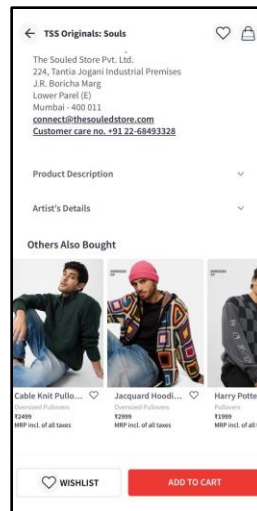 TSS Originals: Souls
The Souled Store Pvt. Ltd.
224, Tantia Jogani Industrial Premises
J.R. Boricha Marg
Lower Parel (E)
Mumbai - 400 011
connect@thesouledstore.com
Customer care no. +91 22-68493328
Product Description
Artist's Details
Others Also Bought
Cable Knit Pullo...
Oversized Pullovers
₹2499
MRP incl. of all taxes
Jacquard Hoodi...
Oversized Pullovers
₹2999
MRP incl. of all taxes
Harry Potte
Pullovers
₹1999
MRP incl. of all t
WISHLIST
ADD TO CART